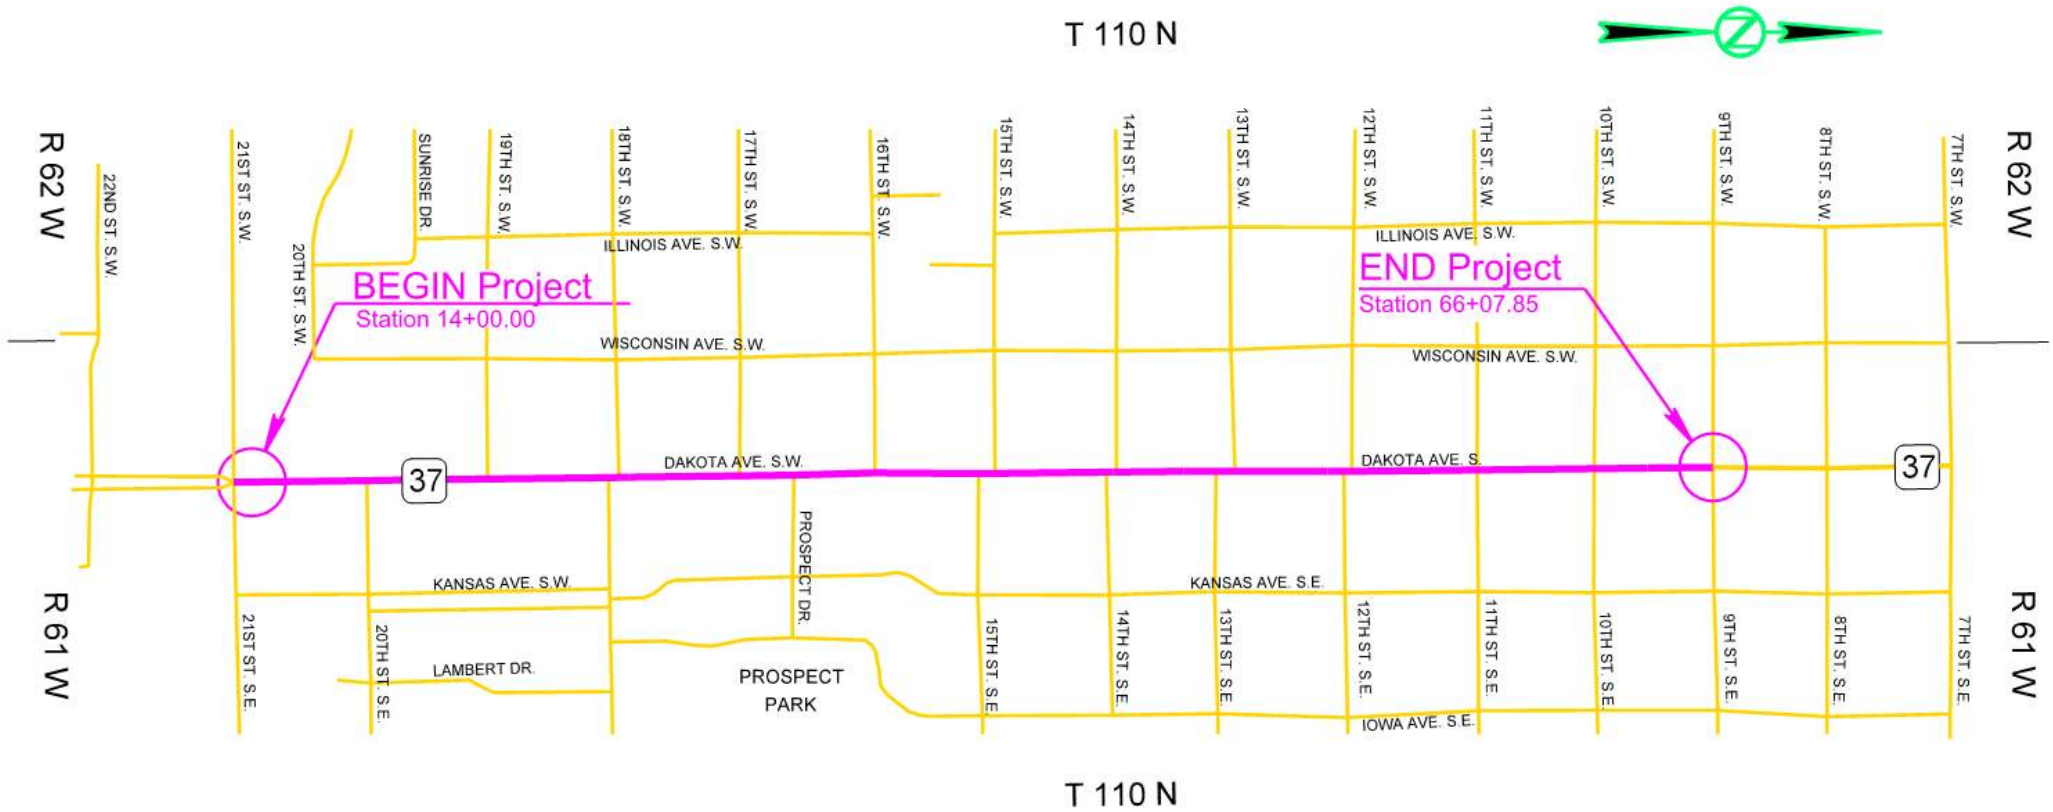 T 110 N
N
R 62 W
R 62 W
22ND ST. S.W.
21ST ST. S.W.
20TH ST. S.W.
SUNRISE DR.
19TH ST. S.W.
18TH ST. S.W.
17TH ST. S.W.
16TH ST. S.W.
15TH ST. S.W.
14TH ST. S.W.
13TH ST. S.W.
12TH ST. S.W.
11TH ST. S.W.
10TH ST. S.W.
9TH ST. S.W.
8TH ST. S.W.
7TH ST. S.W.
ILLINOIS AVE. S.W.
ILLINOIS AVE. S.W.
BEGIN Project
Station 14+00.00
END Project
Station 66+07.85
WISCONSIN AVE. S.W.
WISCONSIN AVE. S.W.
DAKOTA AVE. S.W.
DAKOTA AVE. S.
37
37
PROSPECT DR.
KANSAS AVE. S.W.
KANSAS AVE. S.E.
R 61 W
R 61 W
21ST ST. S.E.
20TH ST. S.E.
LAMBERT DR.
PROSPECT
PARK
15TH ST. S.E.
14TH ST. S.E.
13TH ST. S.E.
12TH ST. S.E.
11TH ST. S.E.
10TH ST. S.E.
9TH ST. S.E.
8TH ST. S.E.
7TH ST. S.E.
IOWA AVE. S.E.
T 110 N